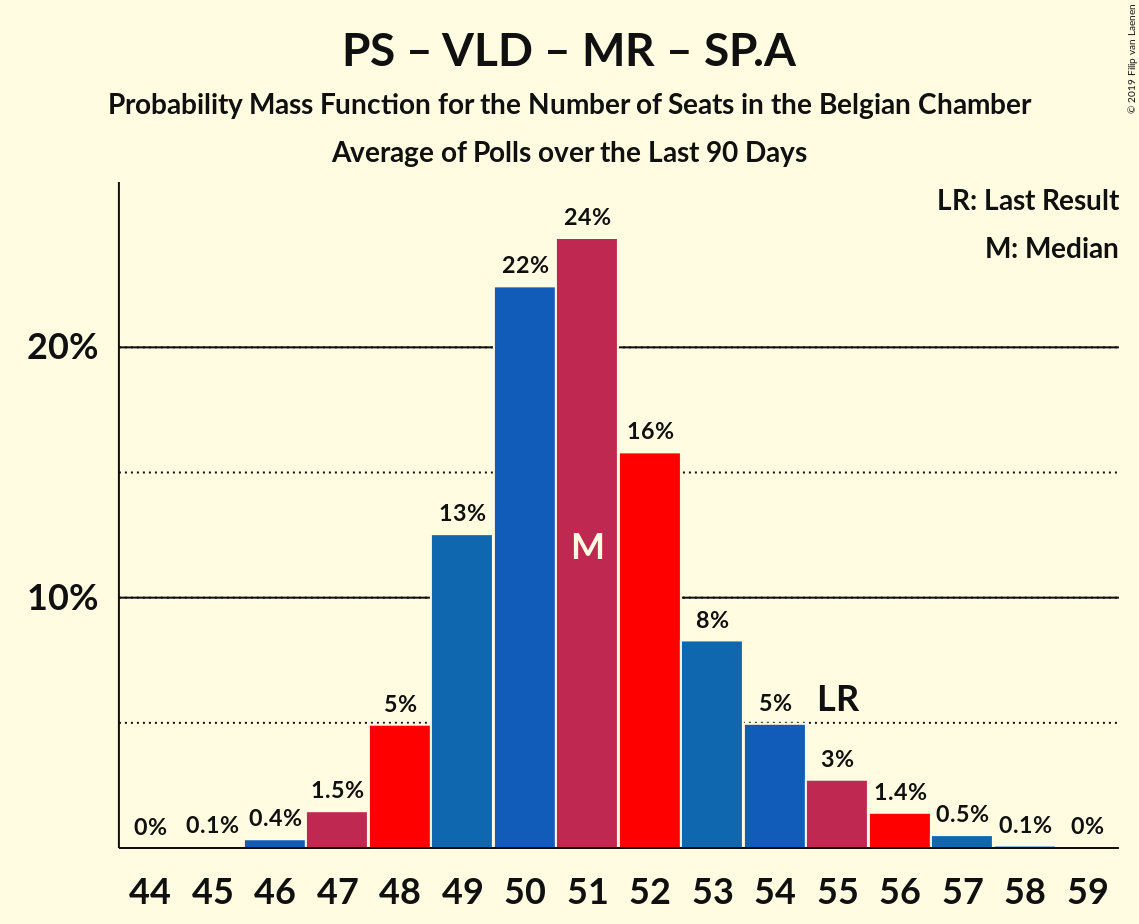 PS – VLD – MR – SP.A
Probability Mass Function for the Number of Seats in the Belgian Chamber
Average of Polls over the Last 90 Days
© 2019 Filip van Laenen
LR: Last Result
M: Median
20%
10%
0%
0.1%
0.4%
1.5%
5%
13%
22%
24%
16%
8%
5%
3%
1.4%
0.5%
0.1%
0%
M
LR
44 45 46 47 48 49 50 51 52 53 54 55 56 57 58 59